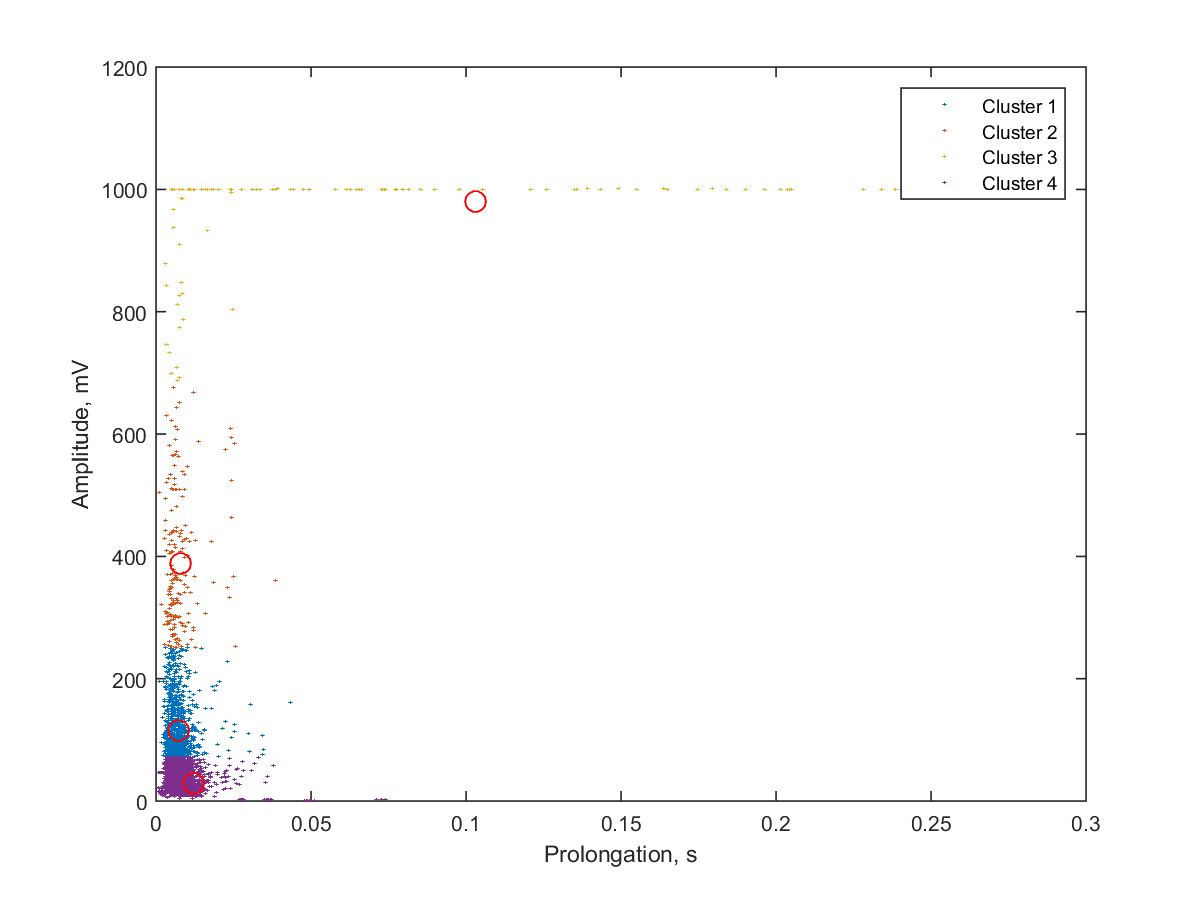 1200
1000
800
600
400
200
0
Amplitude, mV
Cluster 1
Cluster 2
Cluster 3
Cluster 4
0 0.05 0.1 0.15 0.2 0.25 0.3
Prolongation, s